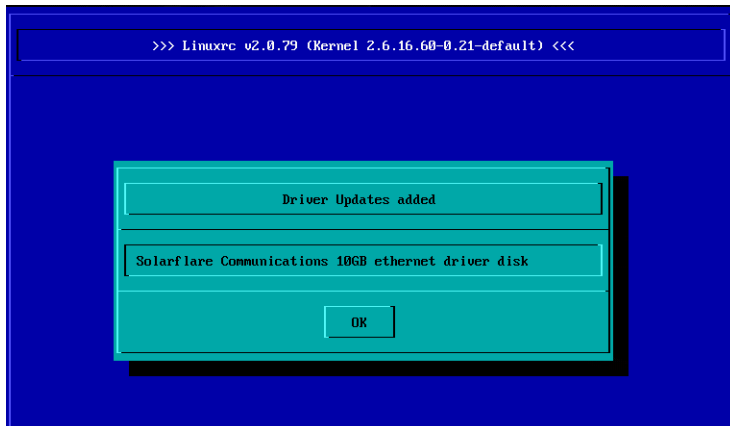 >>> Linuxrc v2.0.79 (Kernel 2.6.16.60-0.21-default) <<<
Driver Updates added
Solarflare Communications 10GB ethernet driver disk
OK